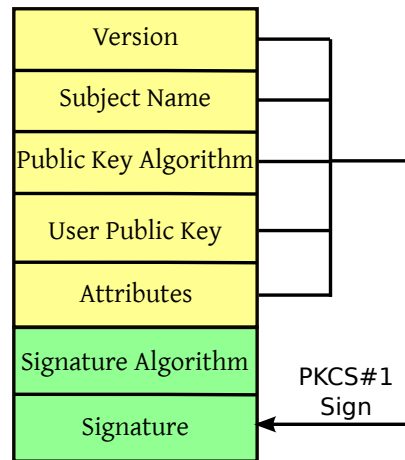 Version
Subject Name
Public Key Algorithm
User Public Key
Attributes
Signature Algorithm
PKCS#1
Sign
Signature